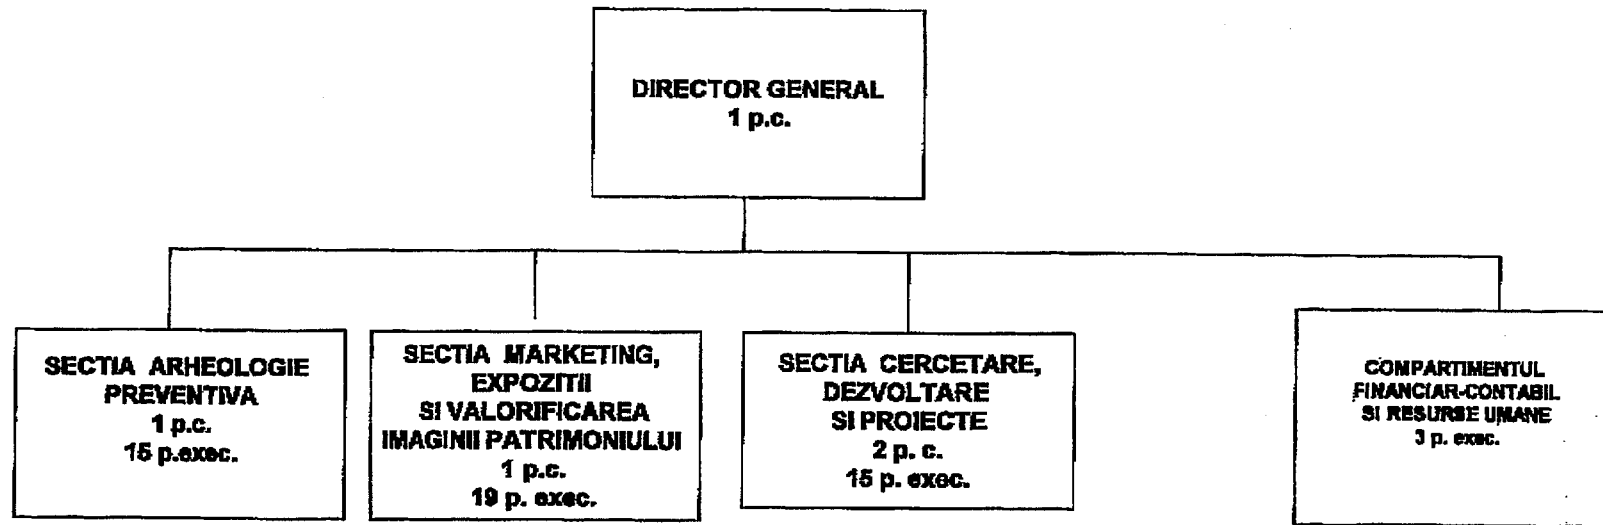 DIRECTOR GENERAL
1 p.c.
SECTIA ARHEOLOGIE
PREVENTIVA
1 p.c.
15 p.exec.
SECTIA MARKETING,
EXPOZITII
SI VALORIFICAREA
IMAGINII PATRIMONIULUI
1 p.c.
19 p. exec.
SECTIA CERCETARE,
DEZVOLTARE
SI PROIECTE
2 p. c.
15 p. exec.
COMPARTIMENTUL
FINANCIAR-CONTABIL
SI RESURSE UMANE
3 p. exec.